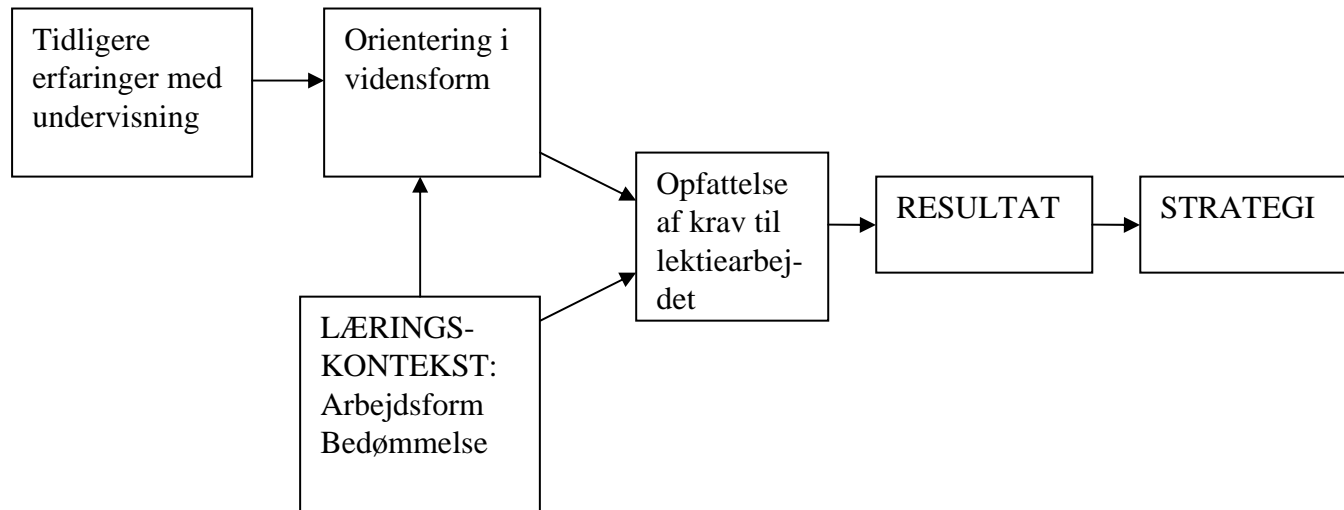 Tidligere
erfaringer med
undervisning
Orientering i
vidensform
Opfattelse
af krav til
lektiearbej-
det
RESULTAT
STRATEGI
LÆRINGS-
KONTEKST:
Arbejdsform
Bedømmelse